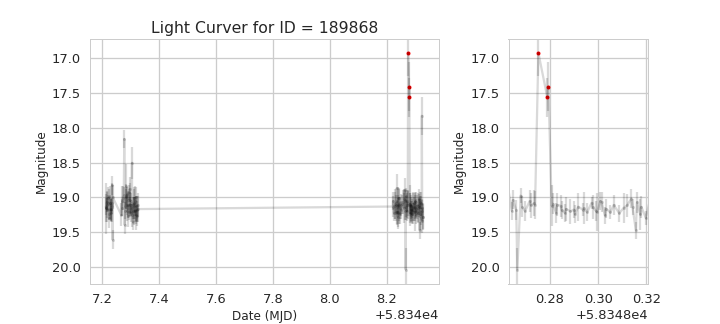 Light Curver for ID = 189868
Magnitude
17.0
17.5
18.0
18.5
19.0
19.5
20.0
7.2 7.4 7.6 7.8 8.0 8.2
Date (MJD)
+5.834e4
Magnitude
17.0
17.5
18.0
18.5
19.0
19.5
20.0
0.28 0.30 0.32
+5.8348e4